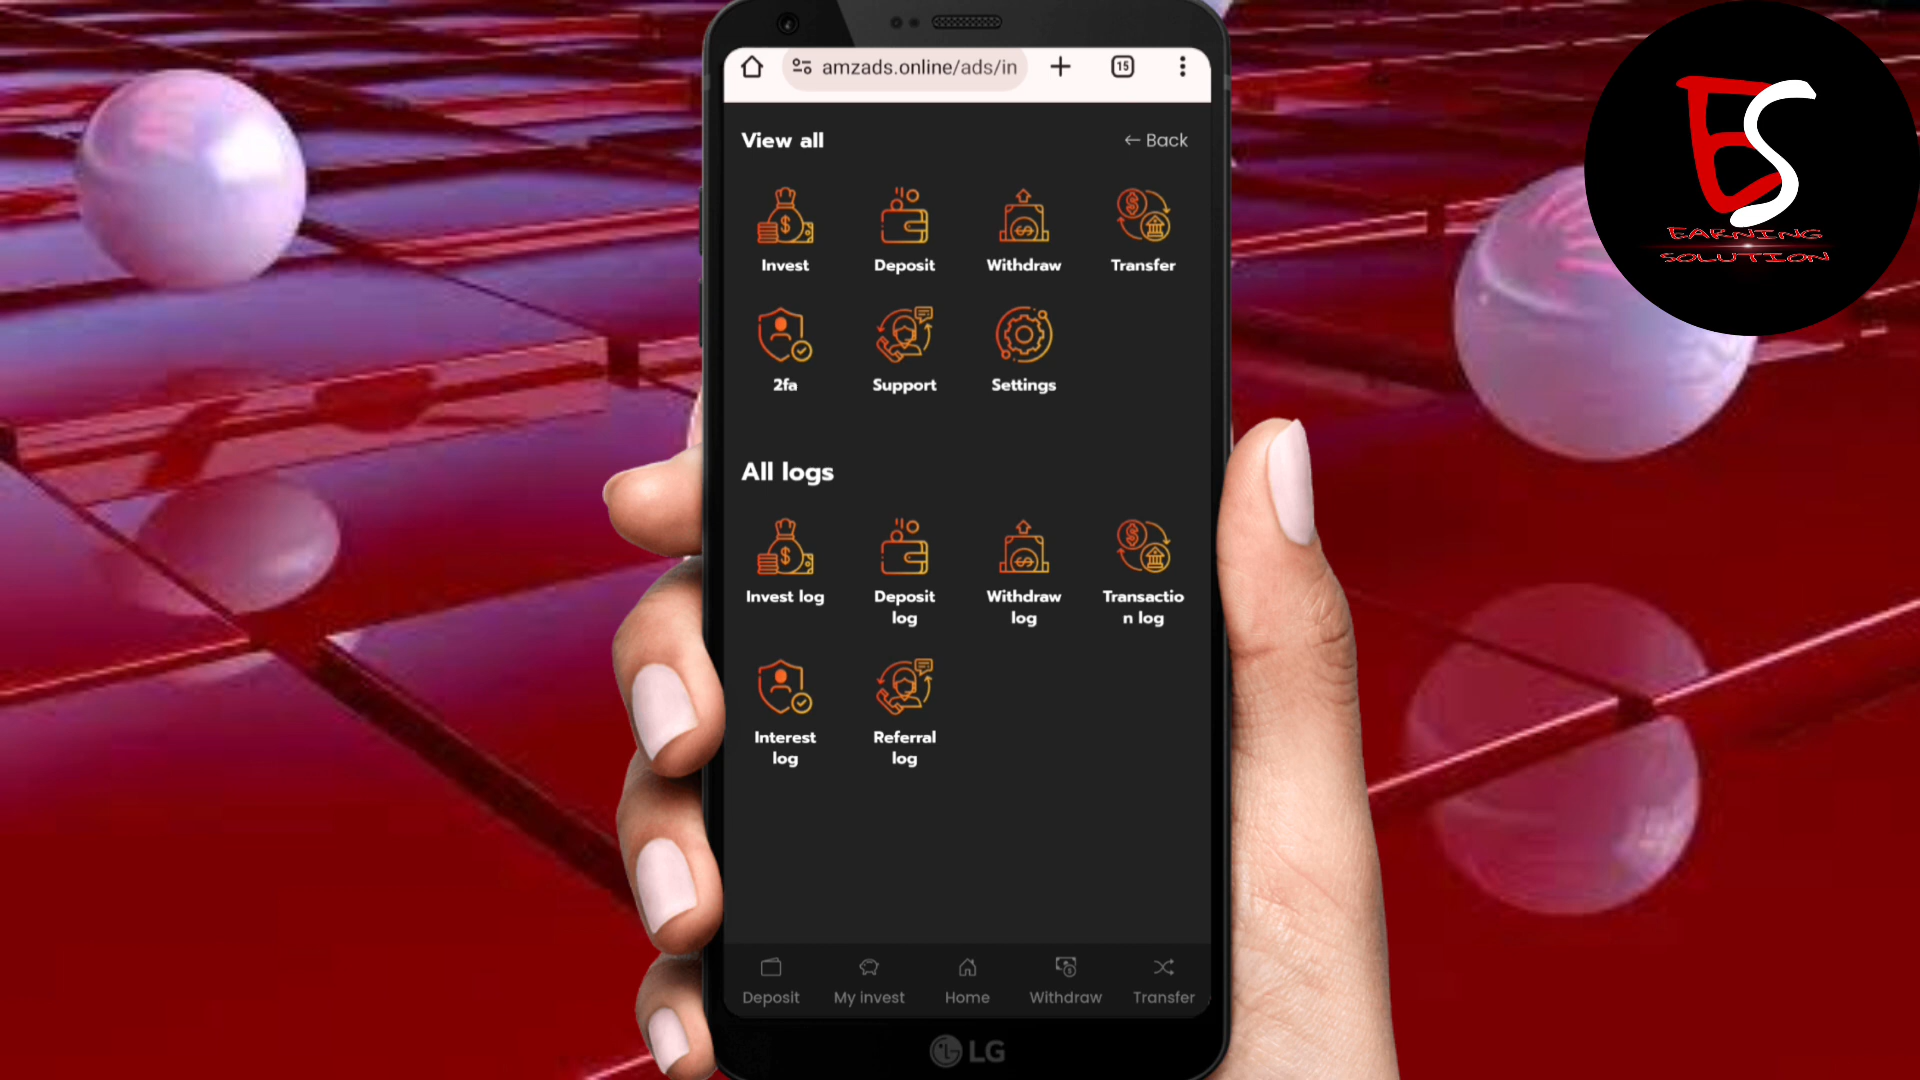 amzads.online/ads/in
15
View all
← Back
Invest
Deposit
Withdraw
Transfer
2fa
Support
Settings
All logs
Invest log
Deposit
log
Withdraw
log
Transactio
n log
Interest
log
Referral
log
Deposit
My invest
Home
Withdraw
Transfer
LG
ES
EARNING
SOLUTION